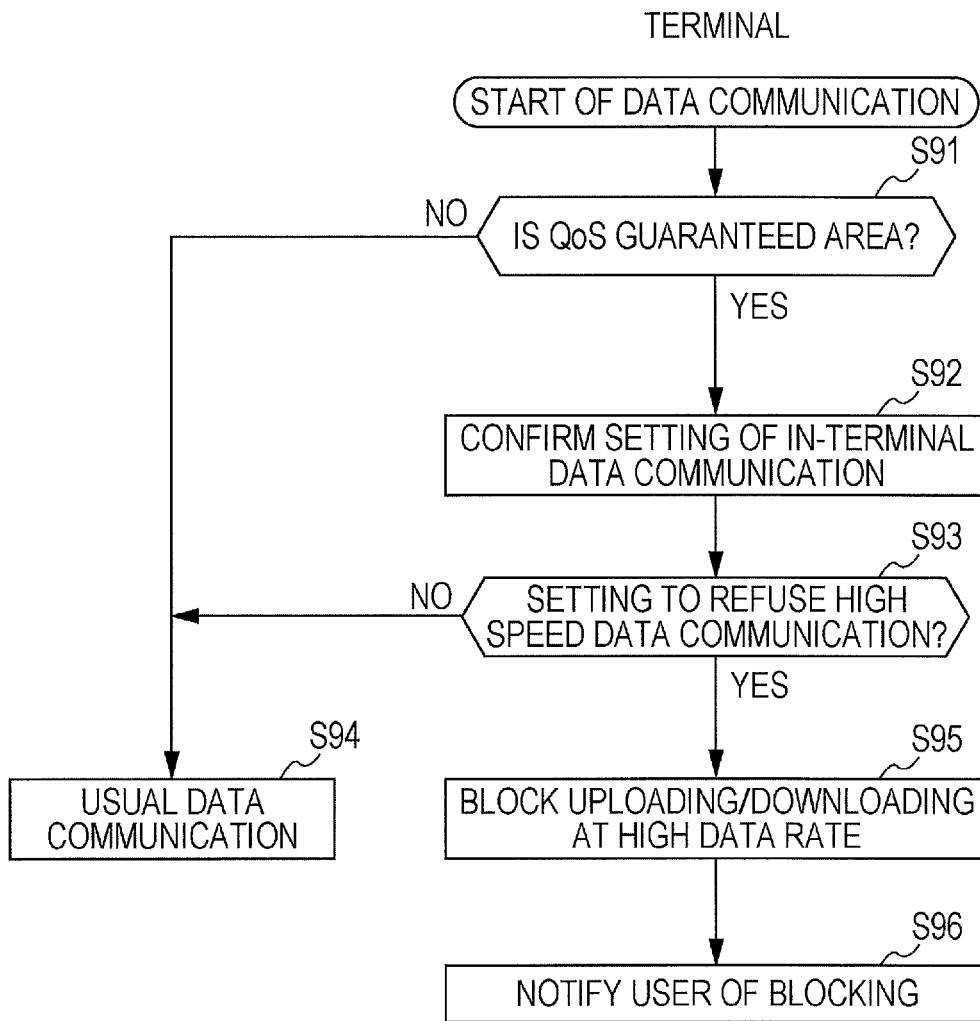 TERMINAL
START OF DATA COMMUNICATION
S91
NO
IS QoS GUARANTEED AREA?
YES
S92
CONFIRM SETTING OF IN-TERMINAL
DATA COMMUNICATION
S93
NO
SETTING TO REFUSE HIGH
SPEED DATA COMMUNICATION?
YES
S94
USUAL DATA
COMMUNICATION
S95
BLOCK UPLOADING/DOWNLOADING
AT HIGH DATA RATE
S96
NOTIFY USER OF BLOCKING